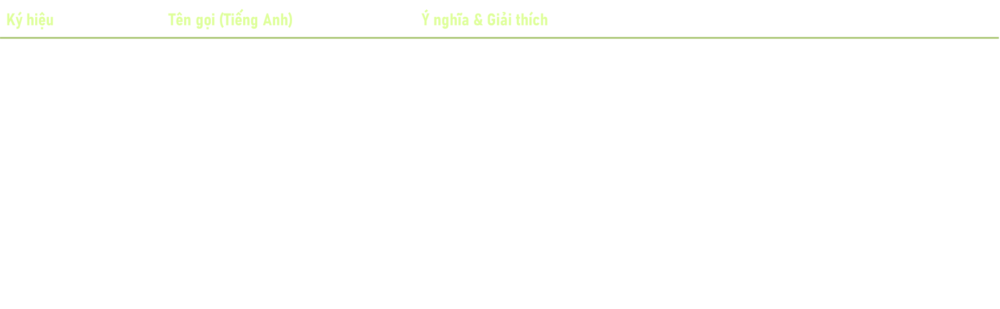 Ký hiệu Tên gọi (Tiếng Anh) Ý nghĩa & Giải thích